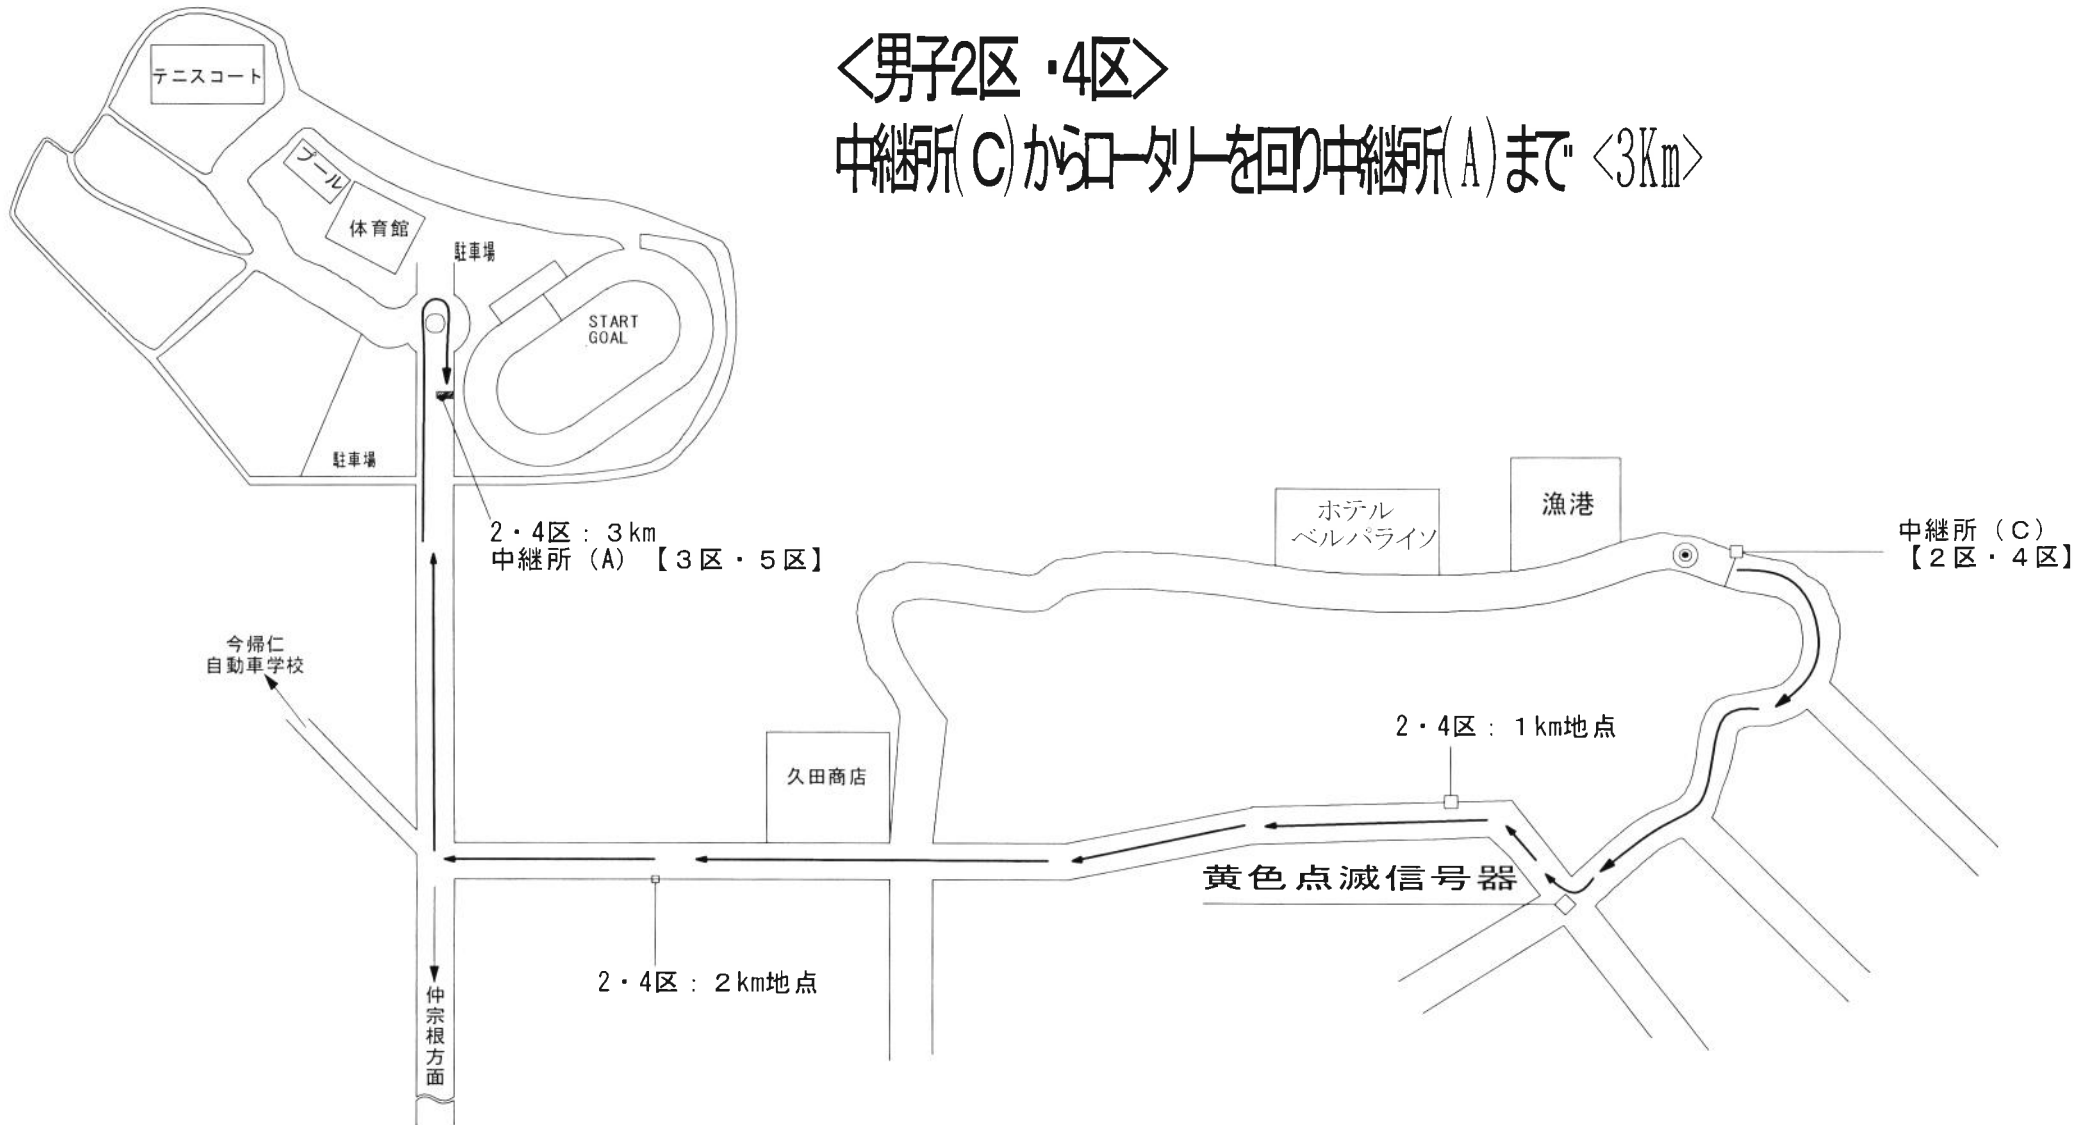 <男子2区・4区>
中継所(C)からロータリーを回り中継所(A)まで <3Km>
テニスコート
プール
体育館
駐車場
START
GOAL
駐車場
2・4区：3km
中継所（A）【3区・5区】
ホテル
ベルパライソ
漁港
中継所（C）
【2区・4区】
今帰仁
自動車学校
2・4区：1km地点
久田商店
黄色点滅信号器
2・4区：2km地点
仲宗根方面